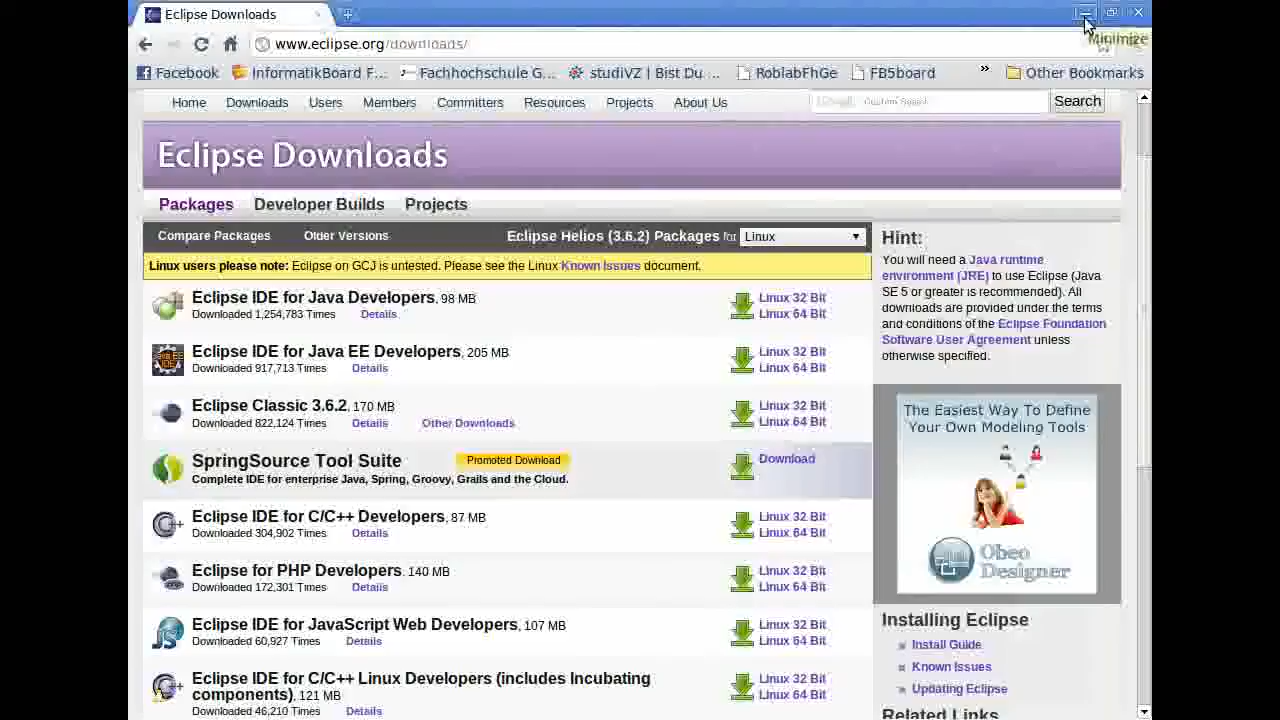 Eclipse Downloads
www.eclipse.org/downloads/
Minimize
Facebook InformatikBoard F... Fachhochschule G... studiVZ | Bist Du ... RoblabFhGe FB5board » Other Bookmarks
Home Downloads Users Members Committers Resources Projects About Us Custom Search Search
Eclipse Downloads
Packages Developer Builds Projects
Compare Packages Older Versions Eclipse Helios (3.6.2) Packages for Linux
Linux users please note: Eclipse on GCJ is untested. Please see the Linux Known Issues document.
Eclipse IDE for Java Developers, 98 MB
Downloaded 1,254,783 Times Details
Linux 32 Bit
Linux 64 Bit
Eclipse IDE for Java EE Developers, 205 MB
Downloaded 917,713 Times Details
Linux 32 Bit
Linux 64 Bit
Eclipse Classic 3.6.2, 170 MB
Downloaded 822,124 Times Details Other Downloads
Linux 32 Bit
Linux 64 Bit
SpringSource Tool Suite Promoted Download
Complete IDE for enterprise Java, Spring, Groovy, Grails and the Cloud.
Download
Eclipse IDE for C/C++ Developers, 87 MB
Downloaded 304,902 Times Details
Linux 32 Bit
Linux 64 Bit
Eclipse for PHP Developers, 140 MB
Downloaded 172,301 Times Details
Linux 32 Bit
Linux 64 Bit
Eclipse IDE for JavaScript Web Developers, 107 MB
Downloaded 60,927 Times Details
Linux 32 Bit
Linux 64 Bit
Eclipse IDE for C/C++ Linux Developers (includes Incubating
components), 121 MB
Downloaded 46,210 Times Details
Linux 32 Bit
Linux 64 Bit
Hint:
You will need a Java runtime
environment (JRE) to use Eclipse (Java
SE 5 or greater is recommended). All
downloads are provided under the terms
and conditions of the Eclipse Foundation
Software User Agreement unless
otherwise specified.
The Easiest Way To Define
Your Own Modeling Tools
Obeo
Designer
Installing Eclipse
Install Guide
Known Issues
Updating Eclipse
Related Links